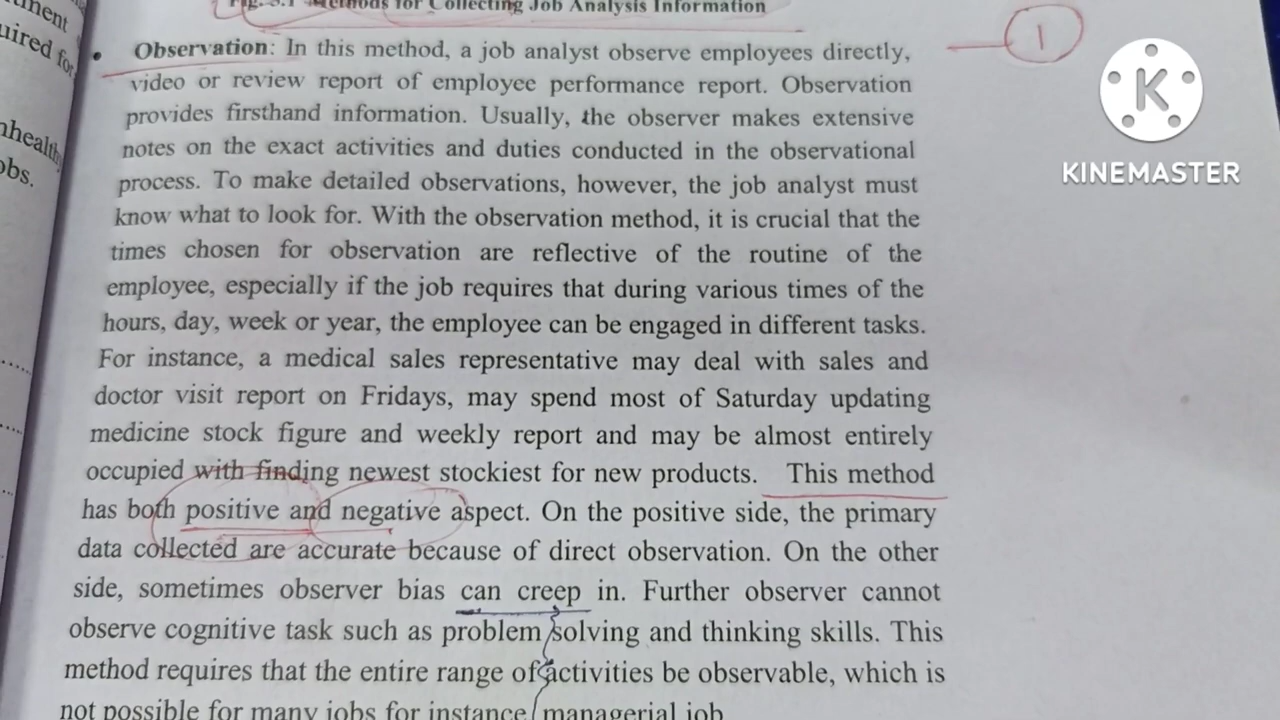 Fig. 3.1 Methods for Collecting Job Analysis Information
1
K
KINEMASTER
• Observation: In this method, a job analyst observe employees directly,
video or review report of employee performance report. Observation
provides firsthand information. Usually, the observer makes extensive
notes on the exact activities and duties conducted in the observational
process. To make detailed observations, however, the job analyst must
know what to look for. With the observation method, it is crucial that the
times chosen for observation are reflective of the routine of the
employee, especially if the job requires that during various times of the
hours, day, week or year, the employee can be engaged in different tasks.
For instance, a medical sales representative may deal with sales and
doctor visit report on Fridays, may spend most of Saturday updating
medicine stock figure and weekly report and may be almost entirely
occupied with finding newest stockiest for new products. This method
has both positive and negative aspect. On the positive side, the primary
data collected are accurate because of direct observation. On the other
side, sometimes observer bias can creep in. Further observer cannot
observe cognitive task such as problem solving and thinking skills. This
method requires that the entire range of activities be observable, which is
not possible for many jobs for instance managerial job
obs.